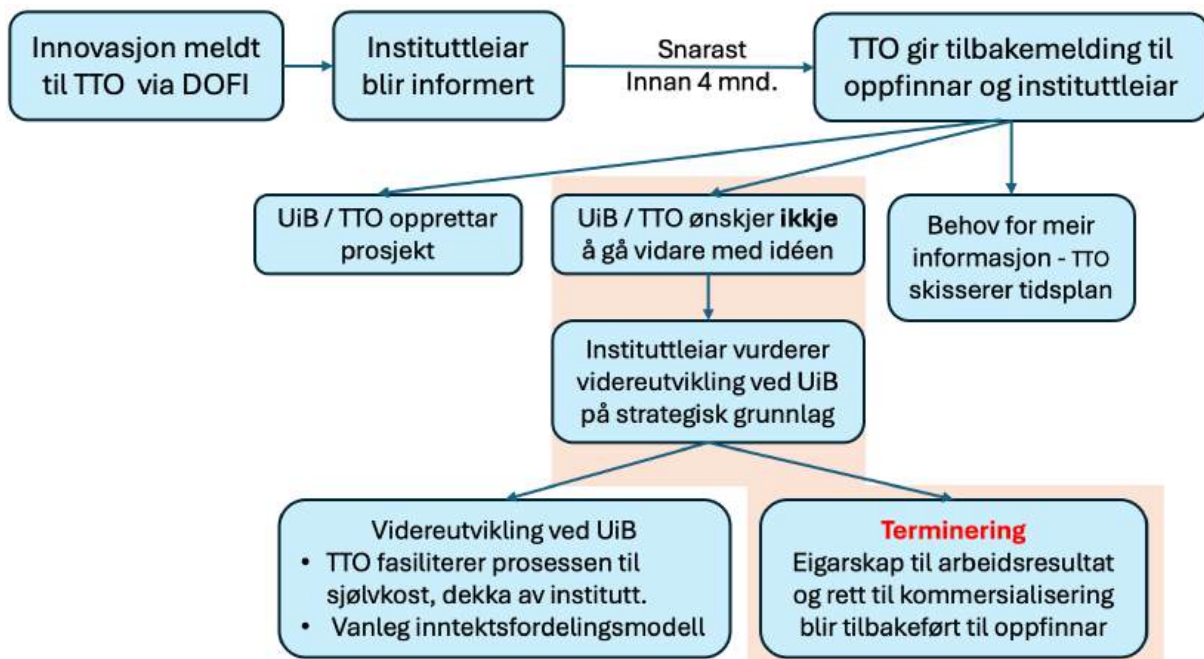 Innovasjon meldt
til TTO via DOFI
Instituttleiar
blir informert
Snarast
Innan 4 mnd.
TTO gir tilbakemelding til
oppfinnar og instituttleiar
UiB / TTO opprettar
prosjekt
UiB / TTO ønskjer ikkje
å gå vidare med idéen
Behov for meir
informasjon - TTO
skisserer tidsplan
Instituttleiar vurderer
videreutvikling ved UiB
på strategisk grunnlag
Videreutvikling ved UiB
• TTO fasiliterer prosessen til
sjølvkost, dekka av institutt.
• Vanleg inntektsfordelingsmodell
Terminering
Eigarskap til arbeidsresultat
og rett til kommersialisering
blir tilbakeført til oppfinnar